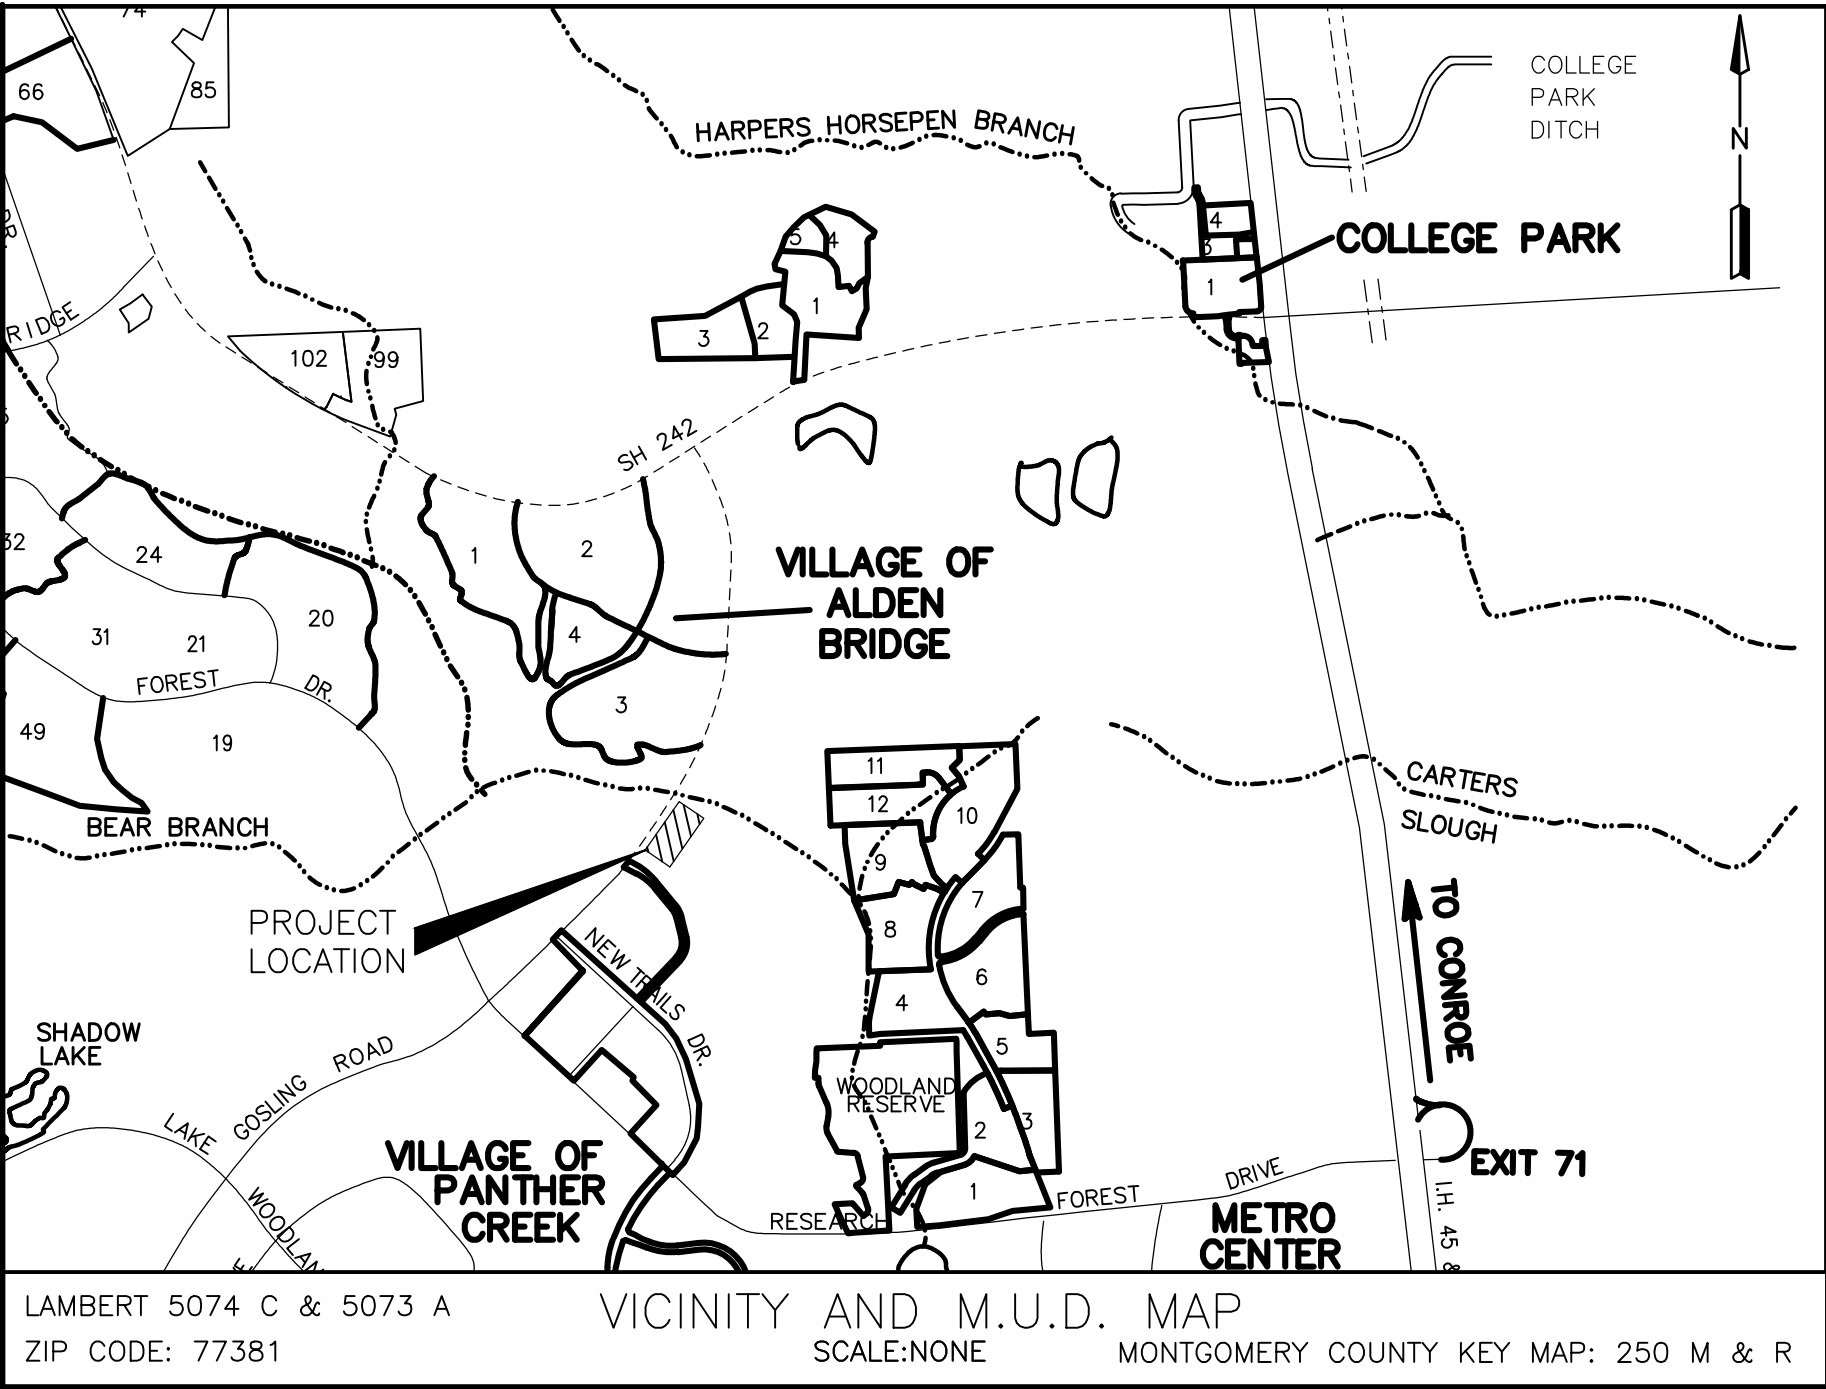 74
66
85
COLLEGE
PARK
DITCH
HARPERS HORSEPEN BRANCH
N
DR.
RIDGE
102
99
5
4
1
3
2
4
3
1
COLLEGE PARK
SH 242
32
24
20
31
21
FOREST DR.
49
19
1
2
4
3
VILLAGE OF
ALDEN
BRIDGE
BEAR BRANCH
11
12
10
9
7
8
6
4
5
WOODLAND
RESERVE
2
3
1
CARTERS
SLOUGH
PROJECT
LOCATION
NEW TRAILS DR.
TO CONROE
SHADOW
LAKE
GOSLING ROAD
LAKE
WOODLAN
VILLAGE OF
PANTHER
CREEK
RESEARCH FOREST DRIVE
EXIT 71
METRO
CENTER
I.H. 45 &
LAMBERT 5074 C & 5073 A
VICINITY AND M.U.D. MAP
ZIP CODE: 77381
SCALE:NONE
MONTGOMERY COUNTY KEY MAP: 250 M & R